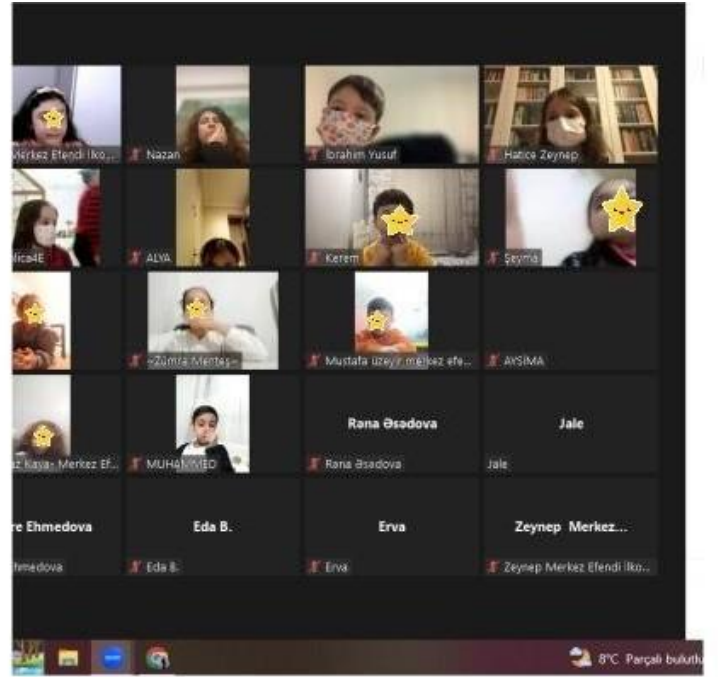 Merkez Efendi İlko...
Nazan
İbrahim Yusuf
Hatice Zeynep
lica4E
ALYA
Kerem
Şeyma
~Zümra Menteş~
Mustafa üzeyir merkez efe...
AYSİMA
az Kaya- Merkez Ef...
MUHAMMED
Rəna Əsədova
Rəna Əsədova
Jale
Jale
re Ehmedova
hmedova
Eda B.
Eda B.
Erva
Erva
Zeynep Merkez...
Zeynep Merkez Efendi İlko...
8°C Parçalı bulutlu